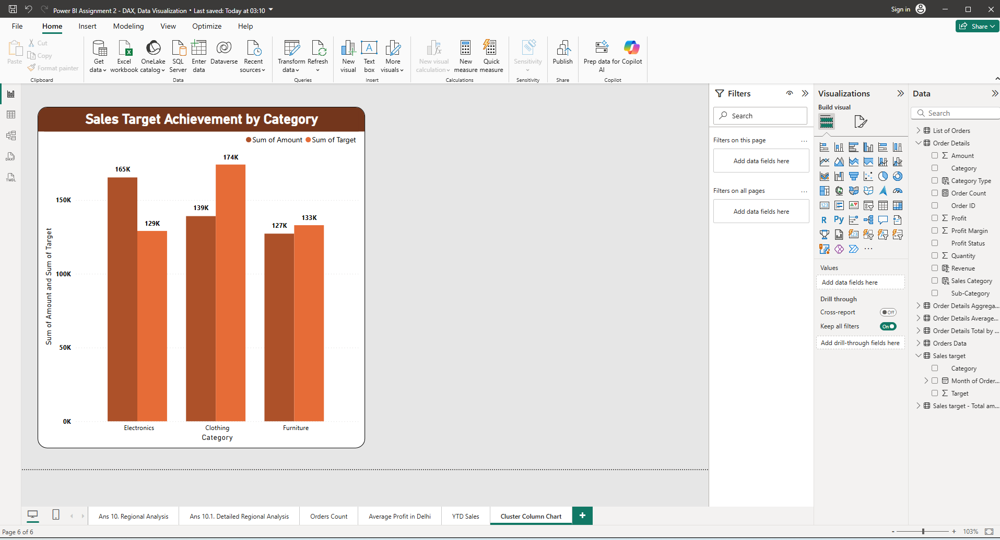 Power BI Assignment 2 - DAX, Data Visualization • Last saved: Today at 03:10
Sign in
File Home Insert Modeling View Optimize Help
Share
Paste
Cut
Copy
Format painter
Clipboard
Get data
Excel workbook
OneLake catalog
SQL Server
Enter data
Dataverse
Recent sources
Data
Transform data
Refresh
Queries
New visual
Text box
More visuals
Insert
New visual calculation
New measure
Quick measure
Calculations
Sensitivity
Sensitivity
Publish
Share
Prep data for AI
Copilot
Copilot
DAX
TMDL
Sales Target Achievement by Category
Sum of Amount Sum of Target
174K
165K
150K
139K
129K
133K
127K
100K
50K
0K
Sum of Amount and Sum of Target
Electronics Clothing Furniture
Category
Filters
Search
Filters on this page ...
Add data fields here
Filters on all pages ...
Add data fields here
Visualizations
Build visual
123
R Py
123
...
Values
Add data fields here
Drill through
Cross-report Off
Keep all filters On
Add drill-through fields here
Data
Search
List of Orders
Order Details
Amount
Category
Category Type
Order Count
Order ID
Profit
Profit Margin
Profit Status
Quantity
Revenue
Sales Category
Sub-Category
Order Details Aggrega...
Order Details Average...
Order Details Total by ...
Orders Data
Sales target
Category
Month of Order...
Target
Sales target - Total am...
Ans 10. Regional Analysis
Ans 10.1. Detailed Regional Analysis
Orders Count
Average Profit in Delhi
YTD Sales
Cluster Column Chart
+
Page 6 of 6
- + 103%